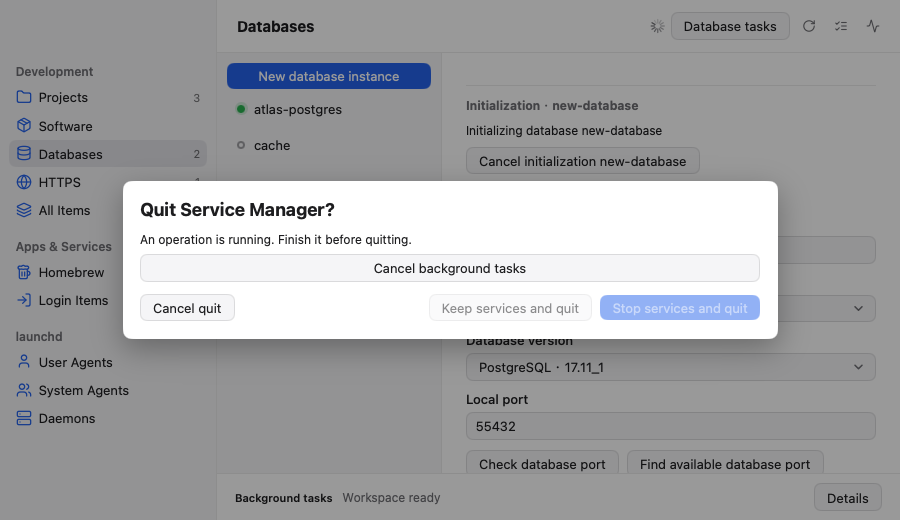 Databases
Database tasks
Development
Projects 3
Software
Databases 2
HTTPS
All Items
Apps & Services
Homebrew
Login Items
launchd
User Agents
System Agents
Daemons
New database instance
atlas-postgres
cache
Initialization · new-database
Initializing database new-database
Cancel initialization new-database
Quit Service Manager?
An operation is running. Finish it before quitting.
Cancel background tasks
Cancel quit
Keep services and quit
Stop services and quit
Database version
PostgreSQL · 17.11_1
Local port
55432
Check database port
Find available database port
Background tasks Workspace ready
Details